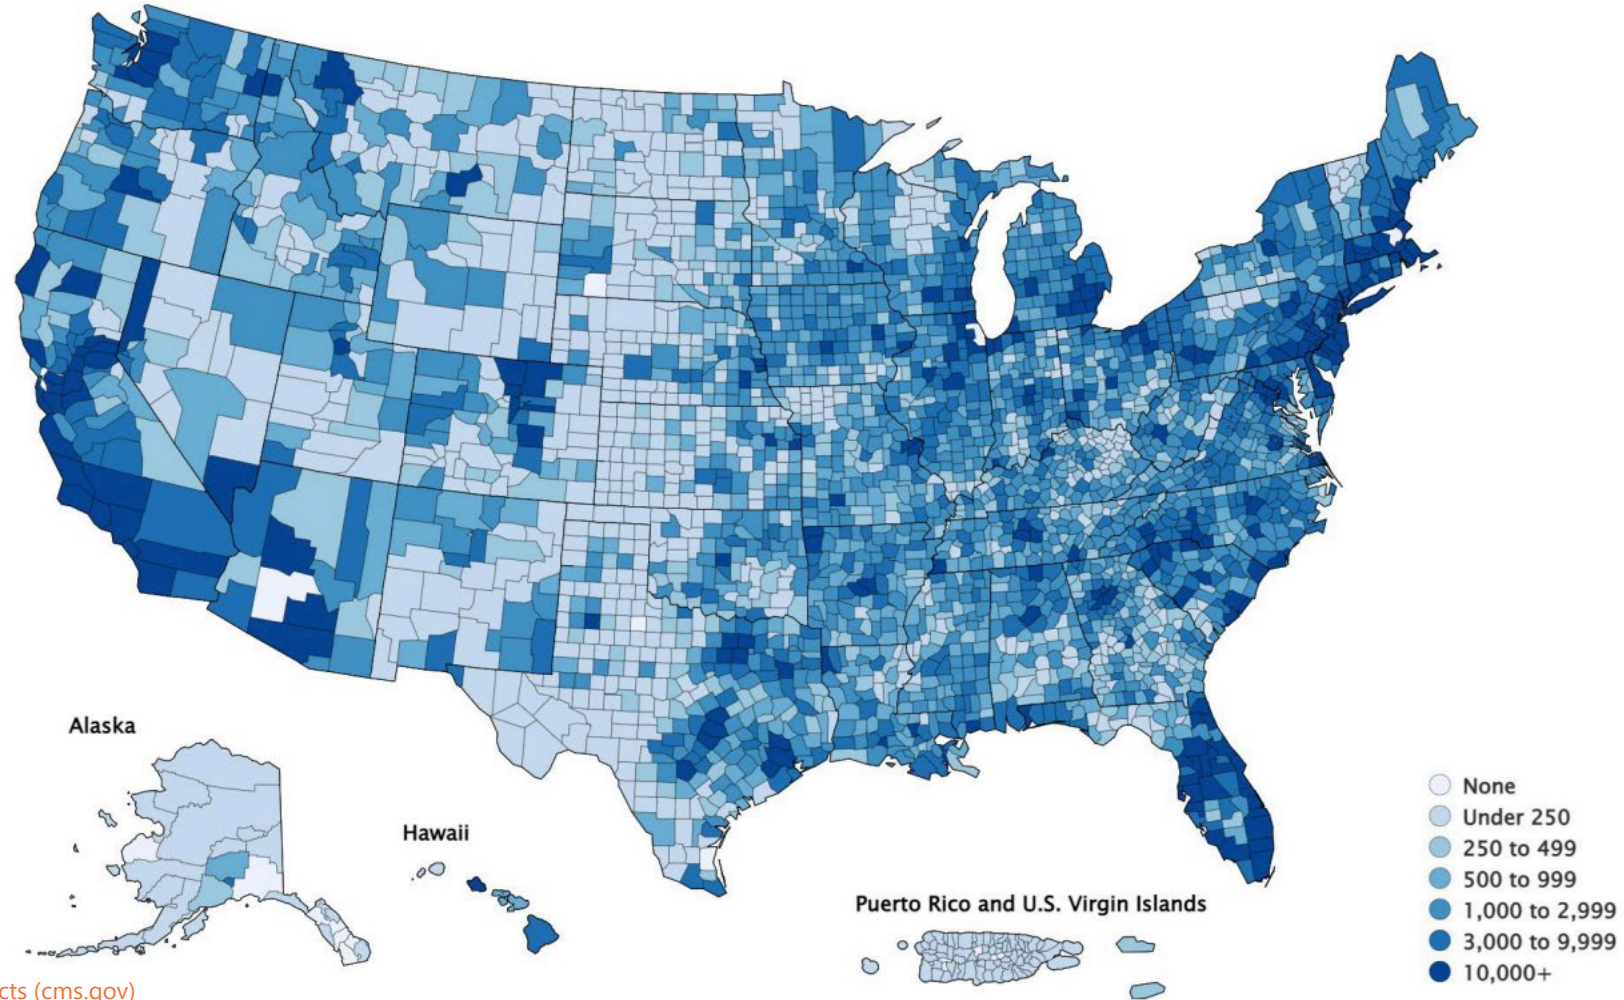 Alaska
Hawaii
Puerto Rico and U.S. Virgin Islands
None
Under 250
250 to 499
500 to 999
1,000 to 2,999
3,000 to 9,999
10,000+
cts (cms.gov)